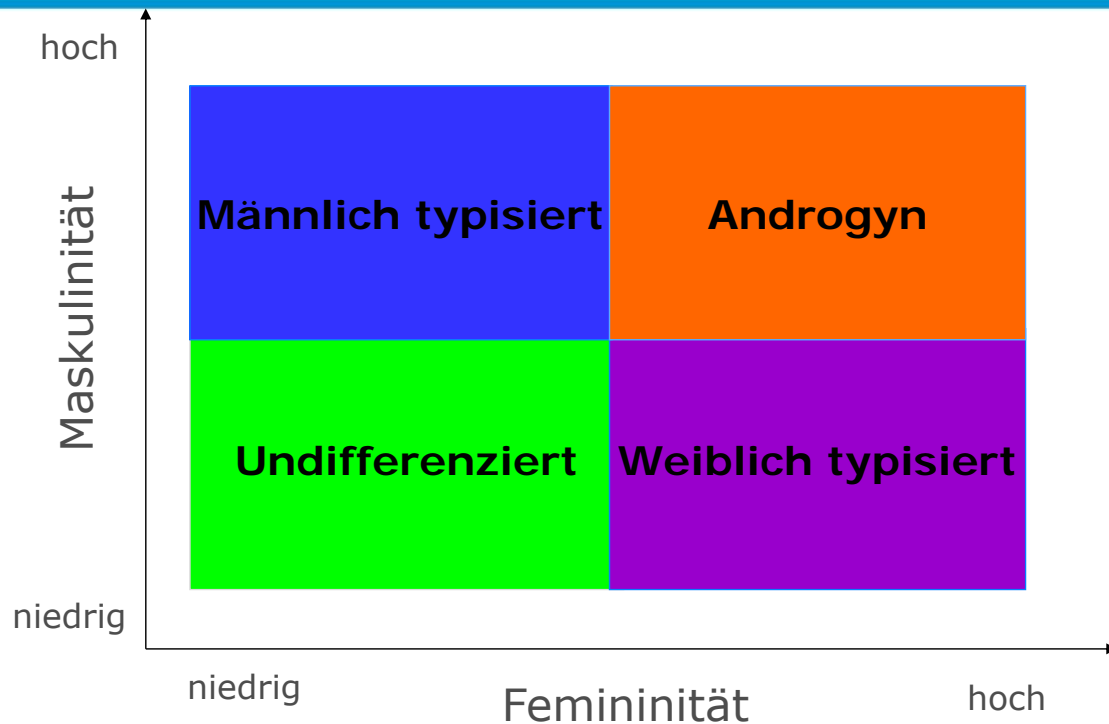 hoch
Maskulinität
Männlich typisiert
Androgyn
Undifferenziert
Weiblich typisiert
niedrig
niedrig
Femininität
hoch